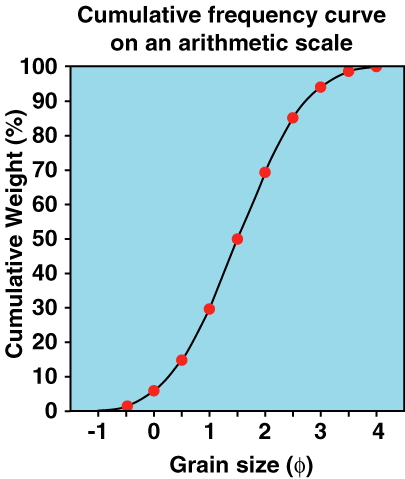 Cumulative frequency curve
on an arithmetic scale
Cumulative Weight (%)
100
90
80
70
60
50
40
30
20
10
0
-1 0 1 2 3 4
Grain size (ϕ)